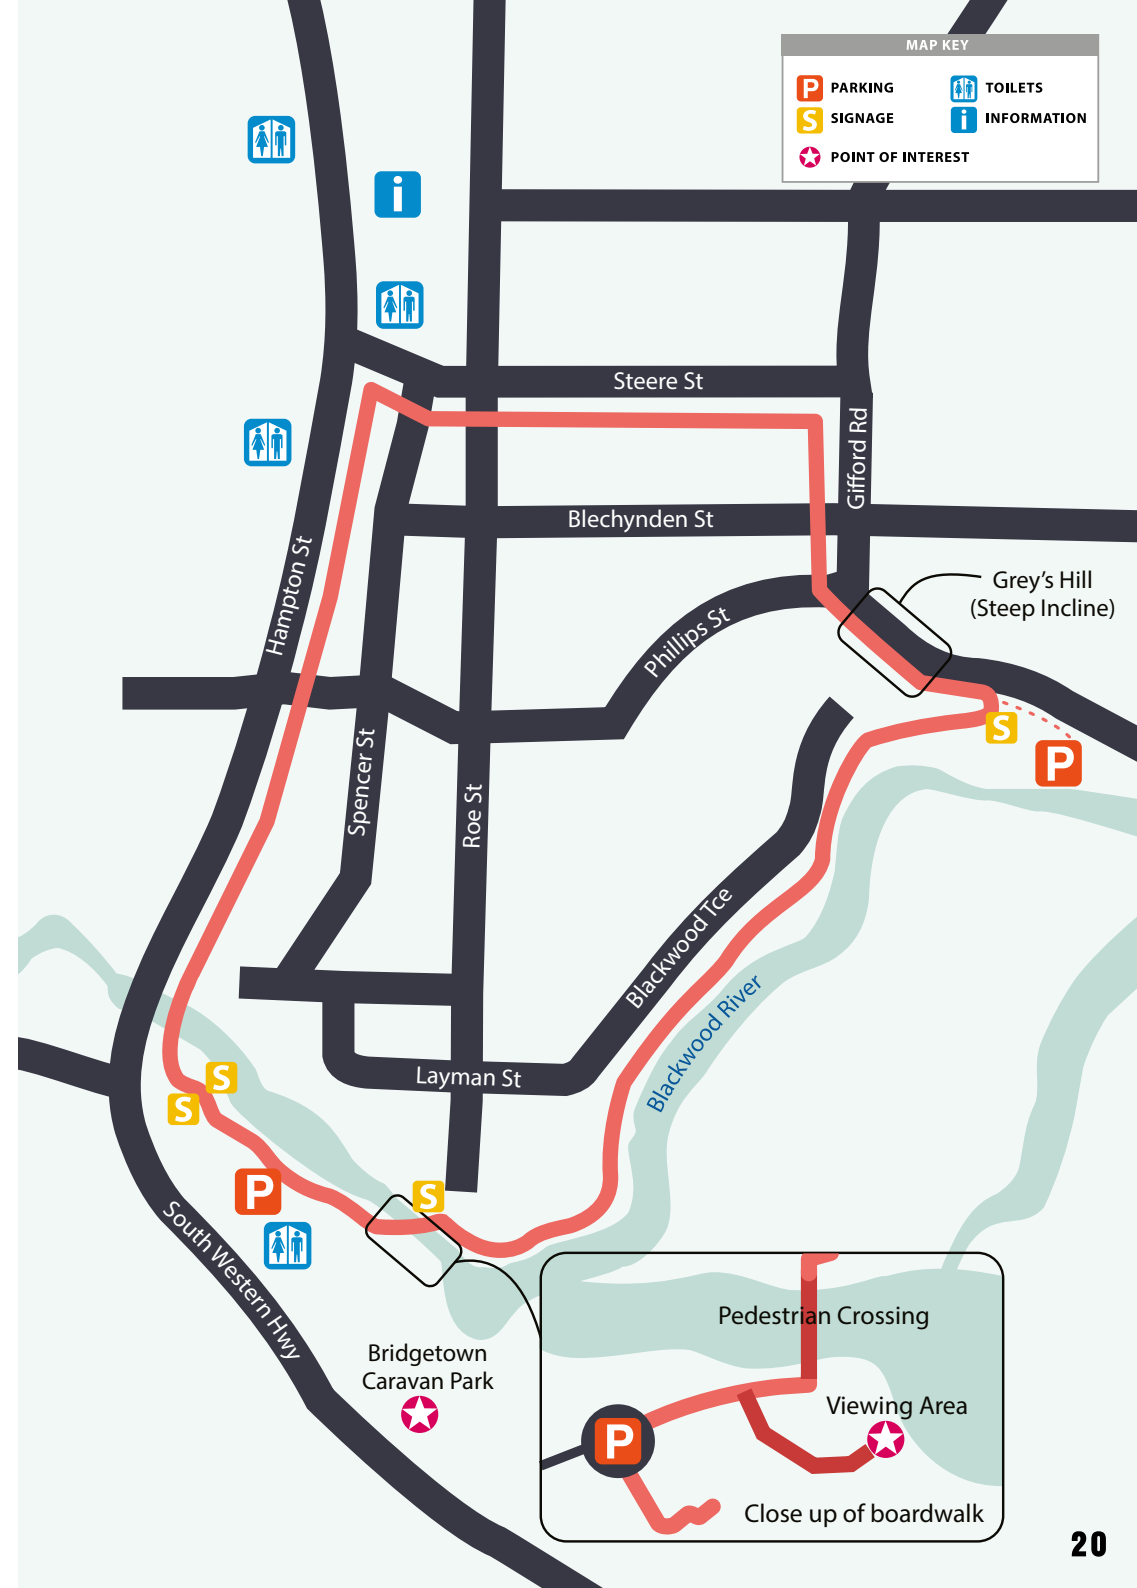 MAP KEY
P PARKING
TOILETS
S SIGNAGE
i INFORMATION
POINT OF INTEREST
i
Steere St
Gifford Rd
Blechynden St
Hampton St
Grey's Hill
(Steep Incline)
Phillips St
S
P
Spencer St
Roe St
Blackwood Tce
Blackwood River
Layman St
S
S
P
S
South Western Hwy
Bridgetown
Caravan Park
Pedestrian Crossing
Viewing Area
P
Close up of boardwalk
20